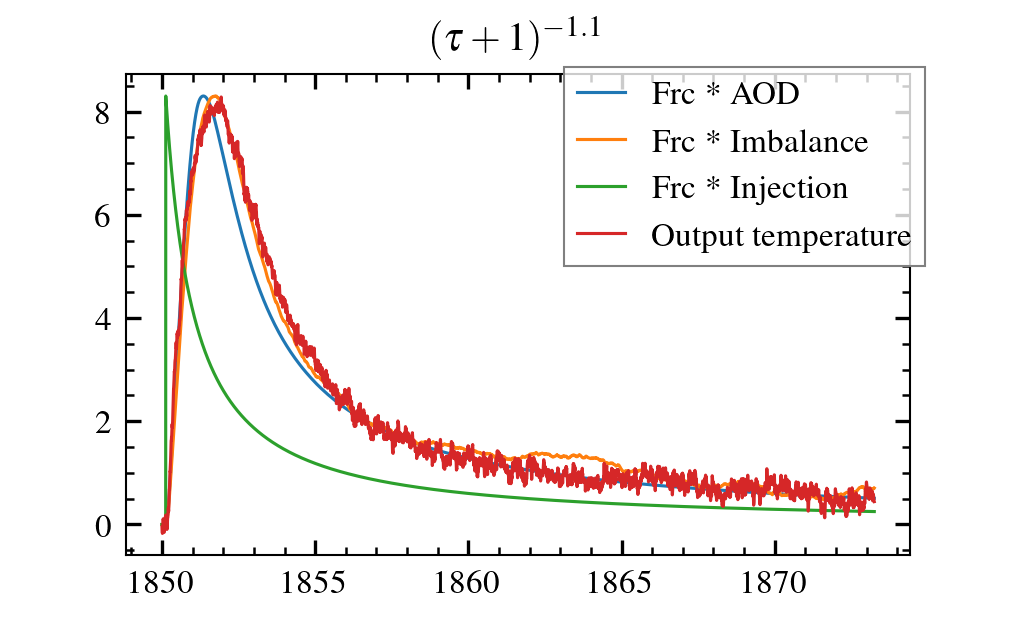 (τ + 1)^{−1.1}
Frc * AOD
Frc * Imbalance
Frc * Injection
Output temperature
8
6
4
2
0
1850 1855 1860 1865 1870